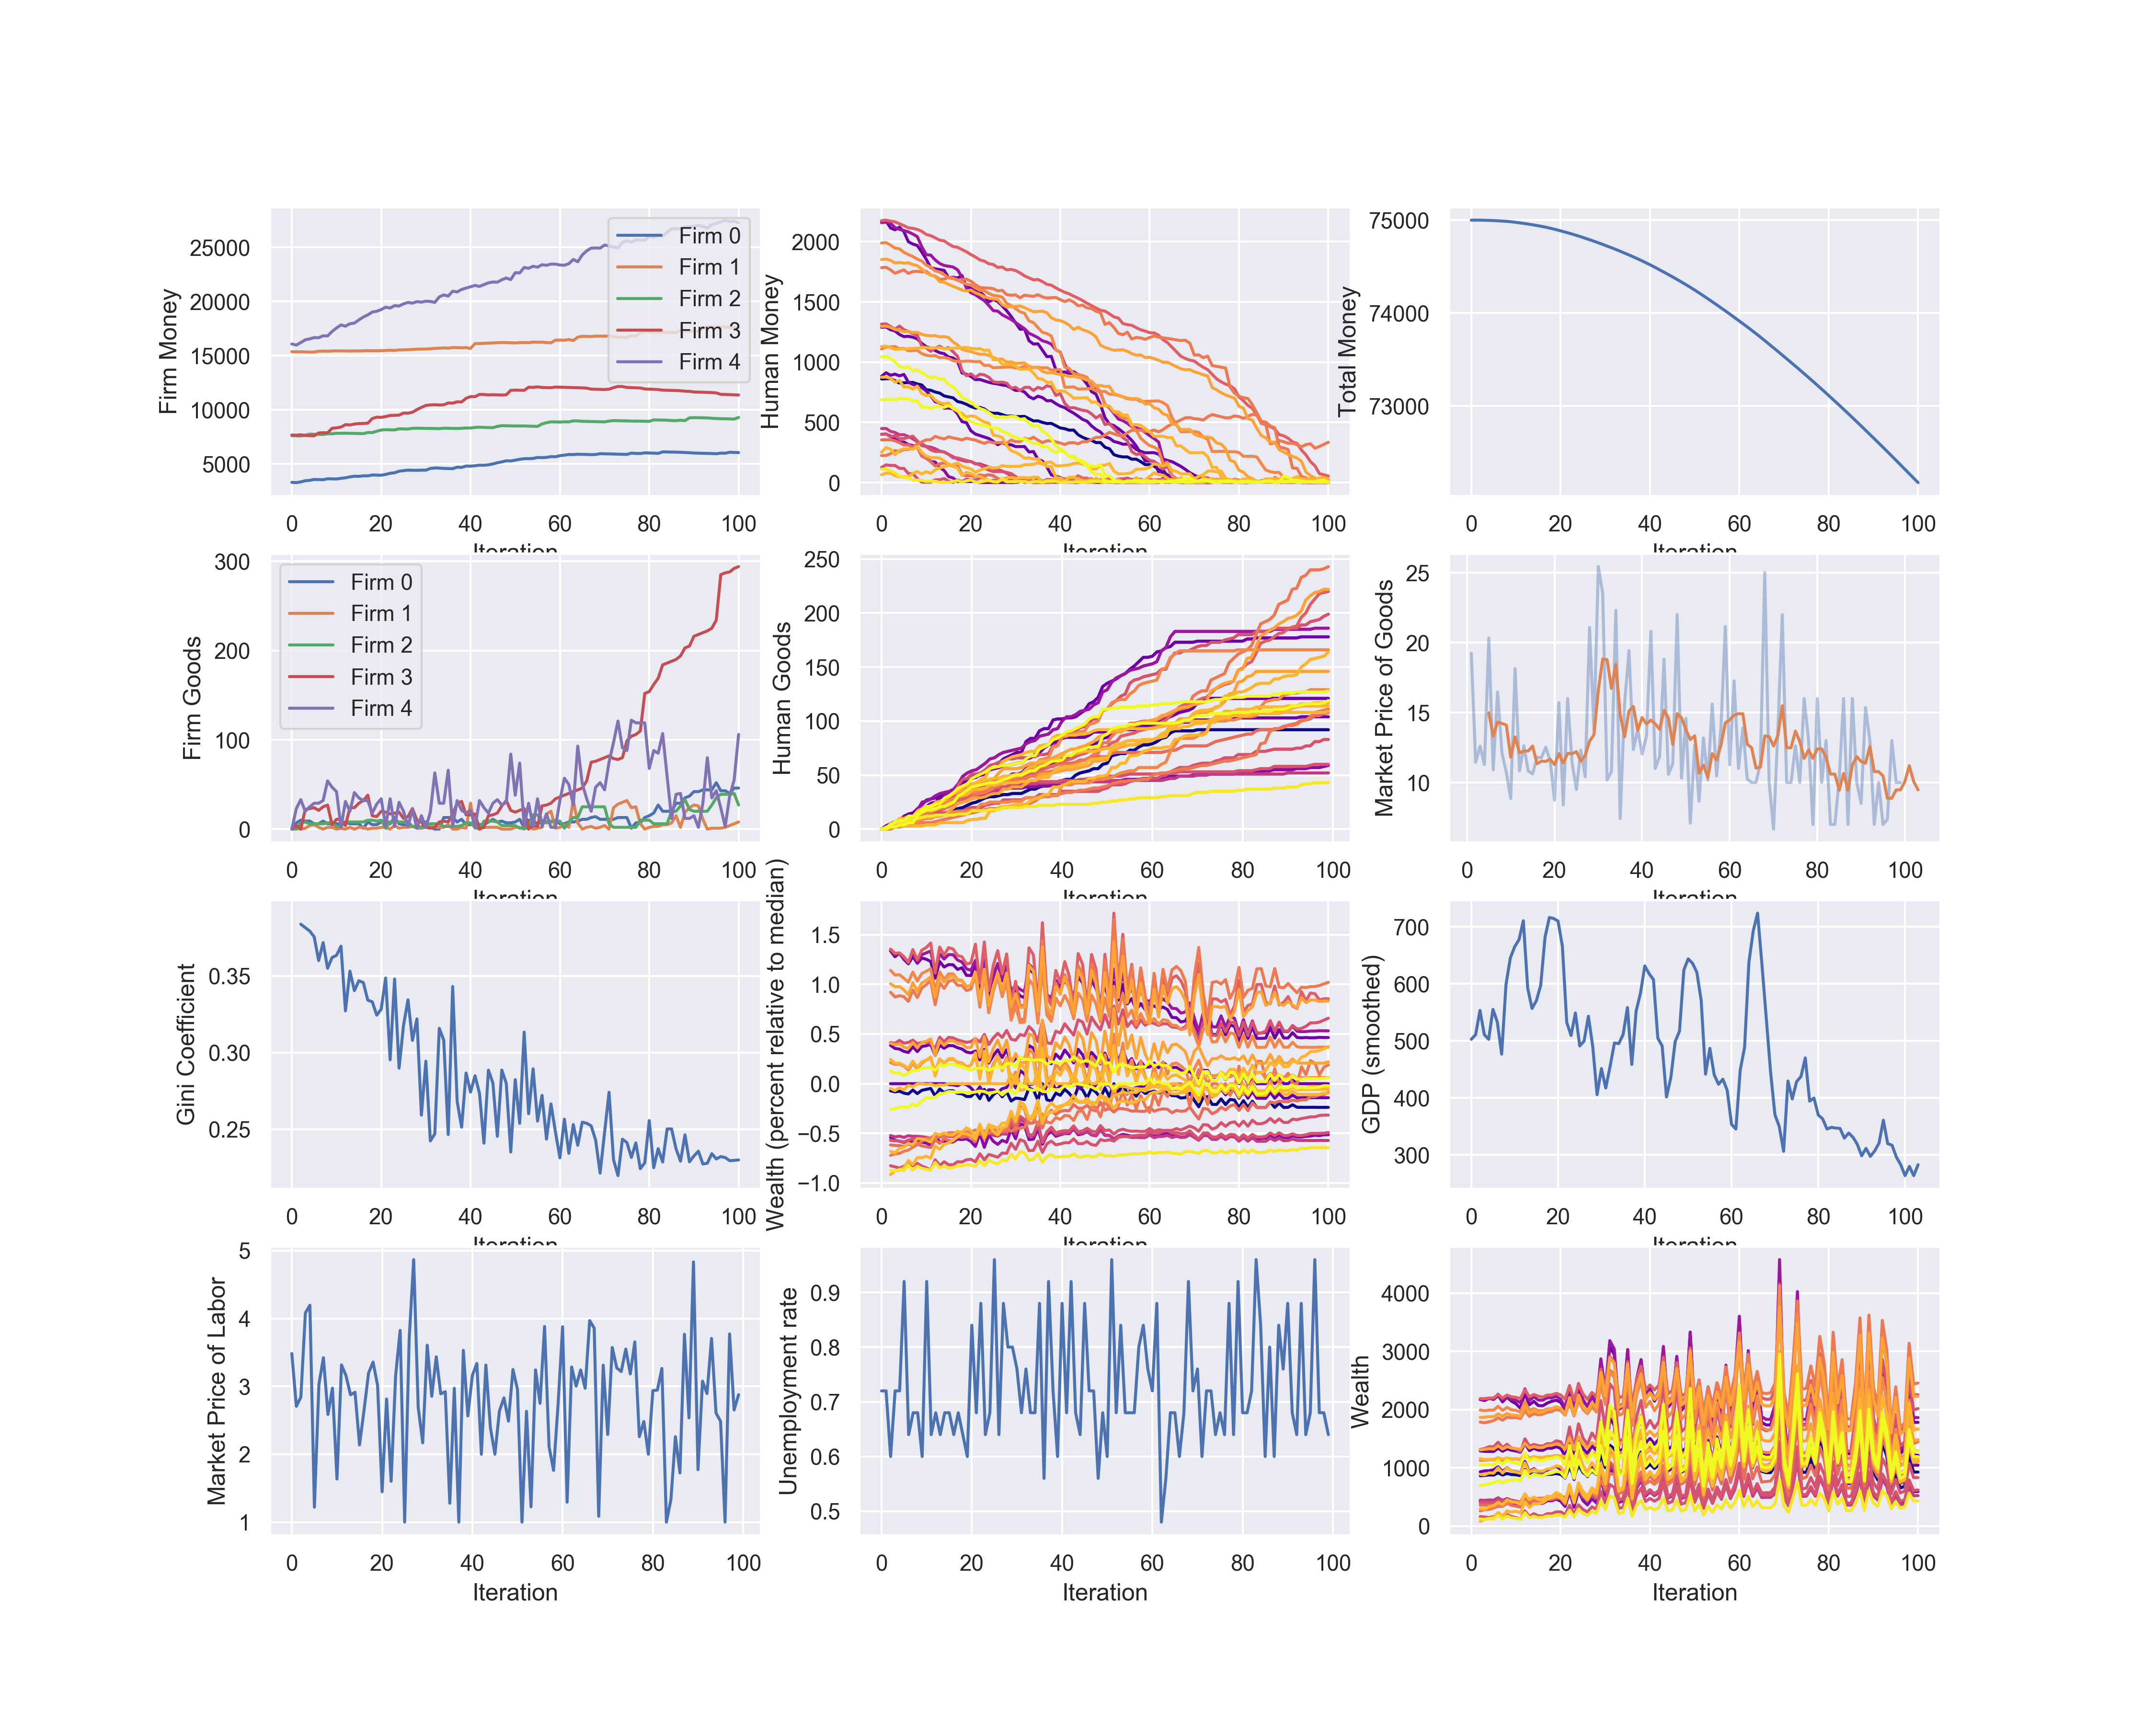 Firm Money
25000
20000
15000
10000
5000
0 20 40 60 80 100
Iteration
Firm 0
Firm 1
Firm 2
Firm 3
Firm 4
Human Money
2000
1500
1000
500
0
0 20 40 60 80 100
Iteration
Total Money
75000
74000
73000
0 20 40 60 80 100
Iteration
Firm Goods
300
200
100
0
0 20 40 60 80 100
Iteration
Firm 0
Firm 1
Firm 2
Firm 3
Firm 4
Human Goods
250
200
150
100
50
0
0 20 40 60 80 100
Iteration
Market Price of Goods
25
20
15
10
0 20 40 60 80 100
Iteration
Gini Coefficient
0.35
0.30
0.25
0 20 40 60 80 100
Iteration
Wealth (percent relative to median)
1.5
1.0
0.5
0.0
−0.5
−1.0
0 20 40 60 80 100
Iteration
GDP (smoothed)
700
600
500
400
300
0 20 40 60 80 100
Iteration
Market Price of Labor
5
4
3
2
1
0 20 40 60 80 100
Iteration
Unemployment rate
0.9
0.8
0.7
0.6
0.5
0 20 40 60 80 100
Iteration
Wealth
4000
3000
2000
1000
0
0 20 40 60 80 100
Iteration